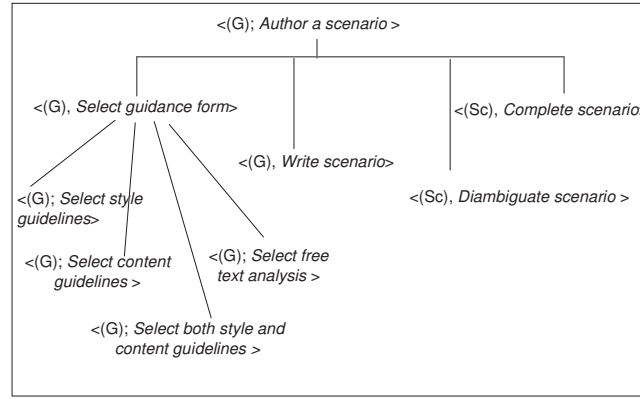 <(G); Author a scenario >
<(G), Select guidance form>
<(Sc), Complete scenario
<(G), Write scenario>
<(G); Select style
guidelines>
<(Sc), Diambiguate scenario >
<(G); Select content
guidelines >
<(G); Select free
text analysis >
<(G); Select both style and
content guidelines >